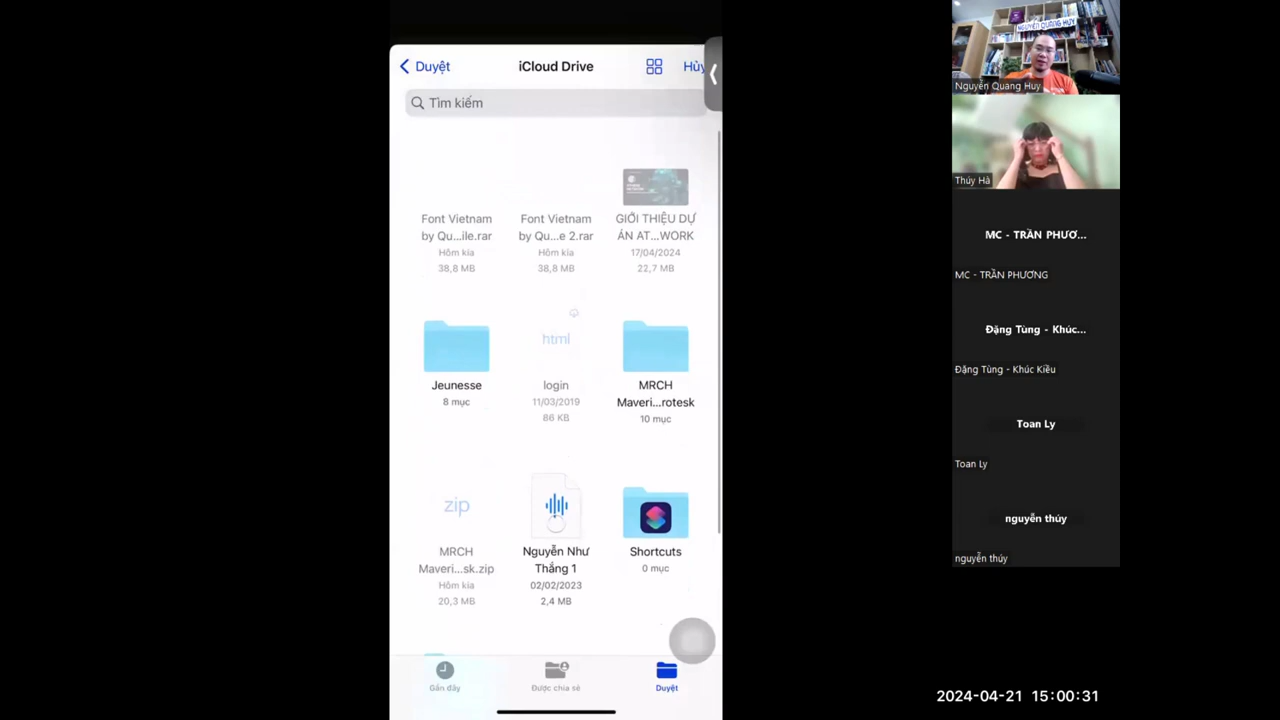 Duyệt
iCloud Drive
Hủy
Tìm kiếm
Font Vietnam
by Qu...ile.rar
Hôm kia
38,8 MB
Font Vietnam
by Qu...e 2.rar
Hôm kia
38,8 MB
GIỚI THIỆU DỰ
ÁN AT...WORK
17/04/2024
22,7 MB
Jeunesse
8 mục
html
login
11/03/2019
86 KB
MRCH
Maveri...rotesk
10 mục
zip
MRCH
Maveri...sk.zip
Hôm kia
20,3 MB
Nguyễn Như
Thắng 1
02/02/2023
2,4 MB
Shortcuts
0 mục
Gần đây
Được chia sẻ
Duyệt
NGUYỄN QUANG HUY
Nguyễn Quang Huy
Thúy Hà
MC - TRẦN PHƯƠ...
MC - TRẦN PHƯƠNG
Đặng Tùng - Khúc...
Đặng Tùng - Khúc Kiều
Toan Ly
Toan Ly
nguyễn thúy
nguyễn thúy
2024-04-21 15:00:31